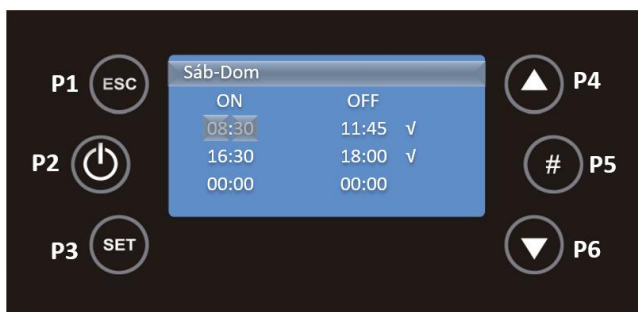 Sáb-Dom
ON OFF
08:30 11:45 √
16:30 18:00 √
00:00 00:00
P1 ESC
P2
P3 SET
P4
# P5
P6